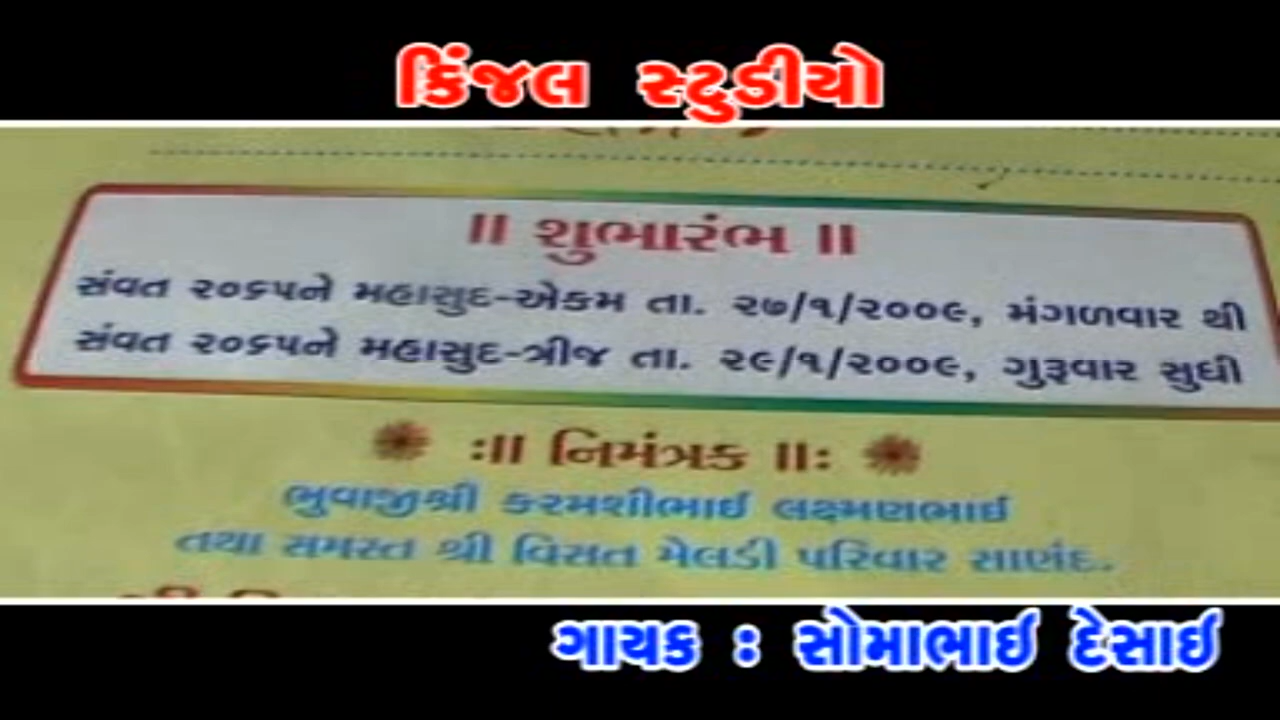 કિંજલ સ્ટુડીયો
॥ શુભારંભ ॥
સંવત ૨૦૬૫ને મહાસુદ-એકમ તા. ૨૭/૧/૨૦૦૯, મંગળવાર થી
સંવત ૨૦૬૫ને મહાસુદ-ત્રીજ તા. ૨૯/૧/૨૦૦૯, ગુરૂવાર સુધી
:॥ નિમંત્રક ॥:
ભુવાજીશ્રી કરમશીભાઈ લક્ષ્મણભાઈ
તથા સમસ્ત શ્રી વિસત મેલડી પરિવાર સાણંદ.
ગાયક : સોમાભાઈ દેસાઈ